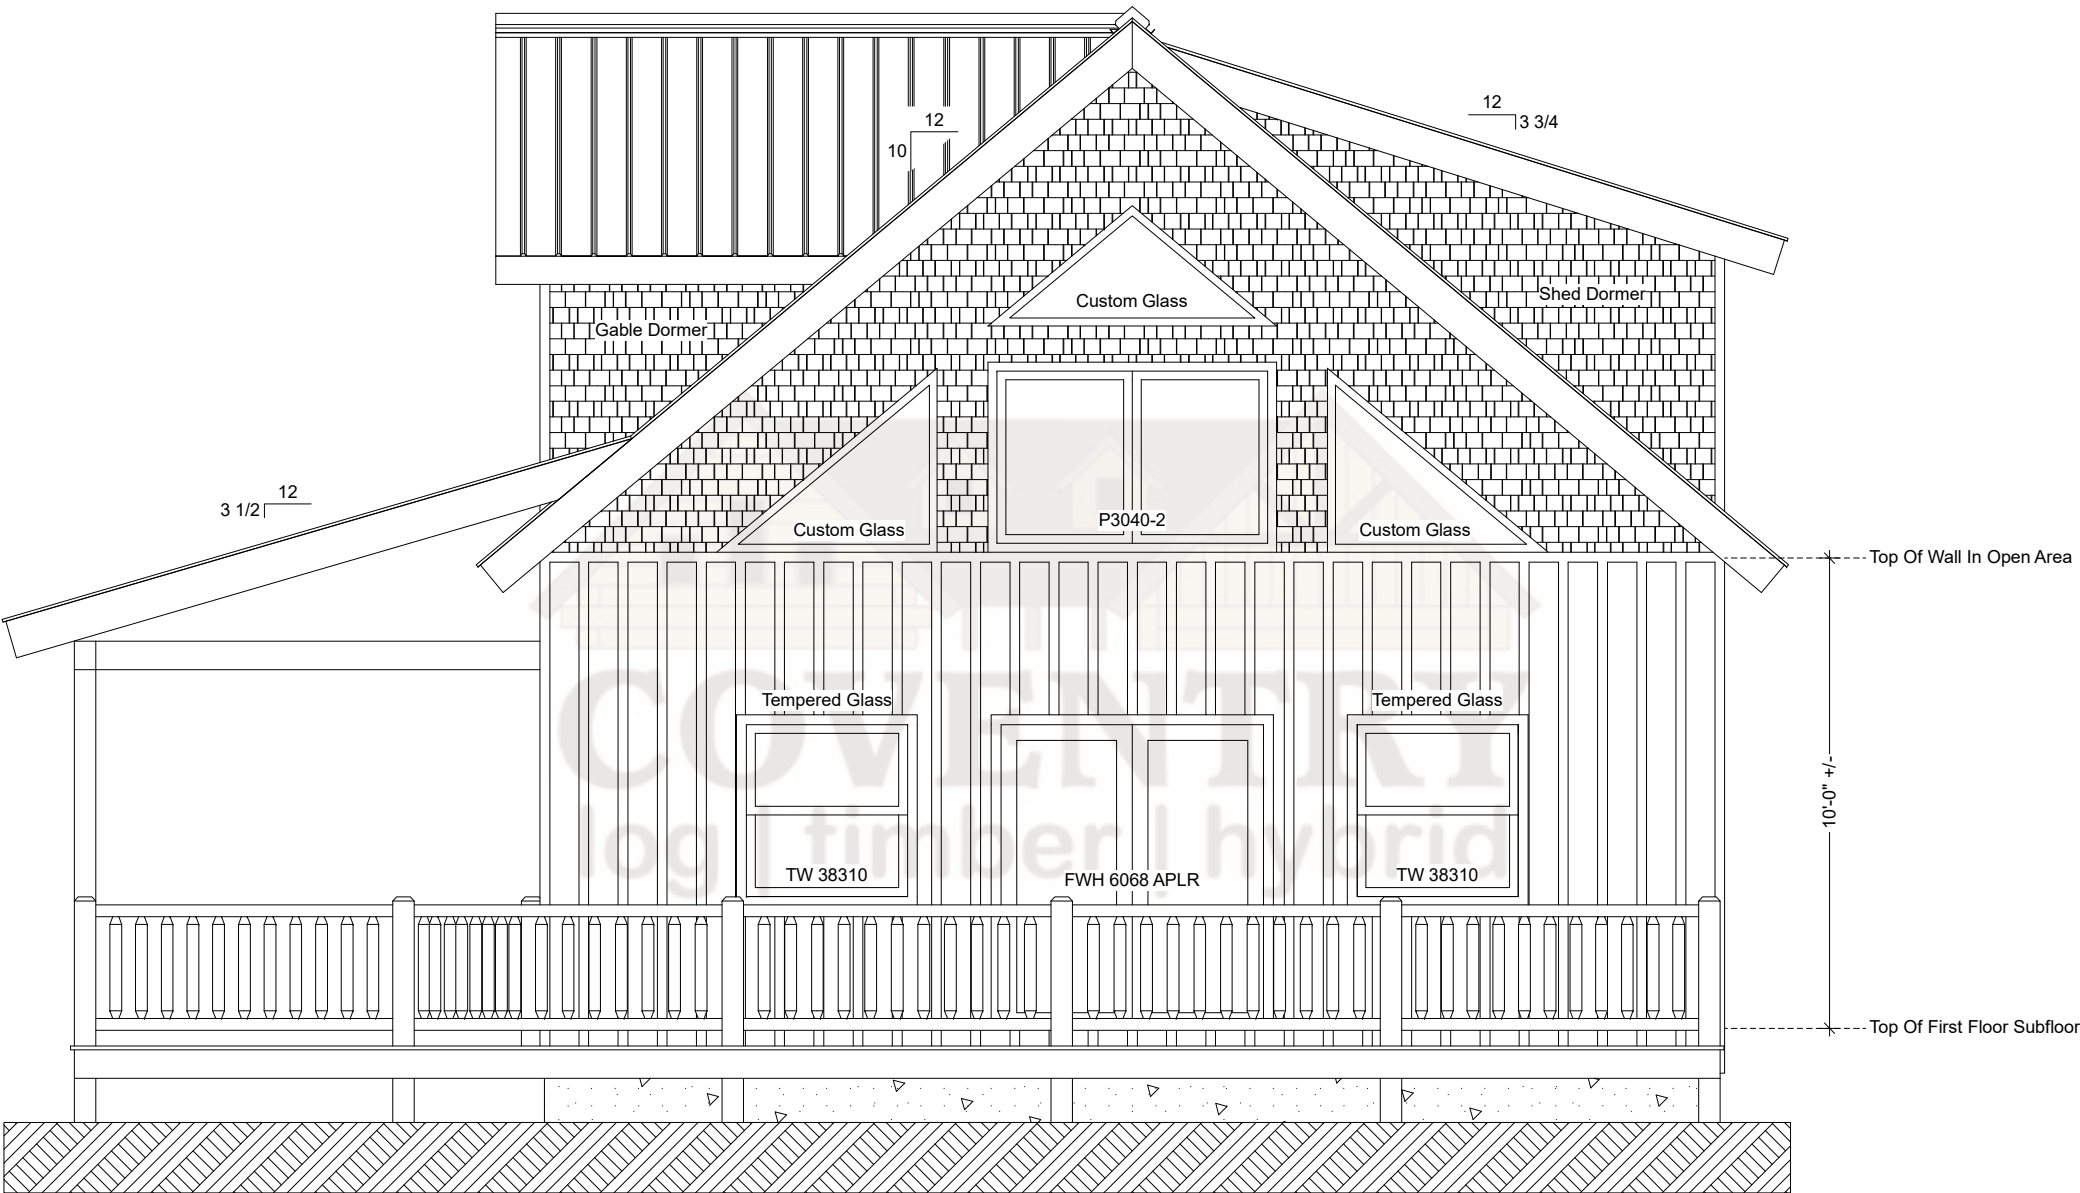 12
3 3/4
12
10
Custom Glass
Shed Dormer
Gable Dormer
12
3 1/2
P3040-2
Custom Glass
Custom Glass
Top Of Wall In Open Area
Tempered Glass
Tempered Glass
COVENTRY
log | timber | hybrid
10'-0" +/-
TW 38310
FWH 6068 APLR
TW 38310
Top Of First Floor Subfloor